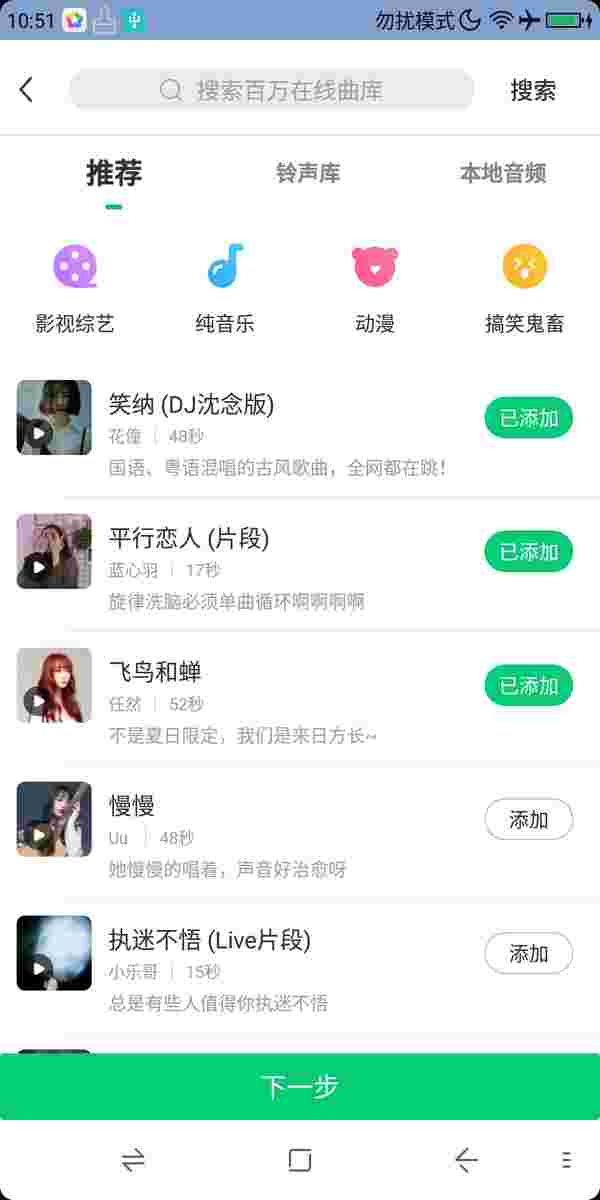 10:51 勿扰模式
搜索百万在线曲库 搜索
推荐 铃声库 本地音频
影视综艺 纯音乐 动漫 搞笑鬼畜
笑纳 (DJ沈念版)
已添加
花僮 | 48秒
国语、粤语混唱的古风歌曲，全网都在跳！
平行恋人 (片段)
已添加
蓝心羽 | 17秒
旋律洗脑必须单曲循环啊啊啊啊
飞鸟和蝉
已添加
任然 | 52秒
不是夏日限定，我们是来日方长~
慢慢
添加
Uu | 48秒
她慢慢的唱着，声音好治愈呀
执迷不悟 (Live片段)
添加
小乐哥 | 15秒
总是有些人值得你执迷不悟
下一步